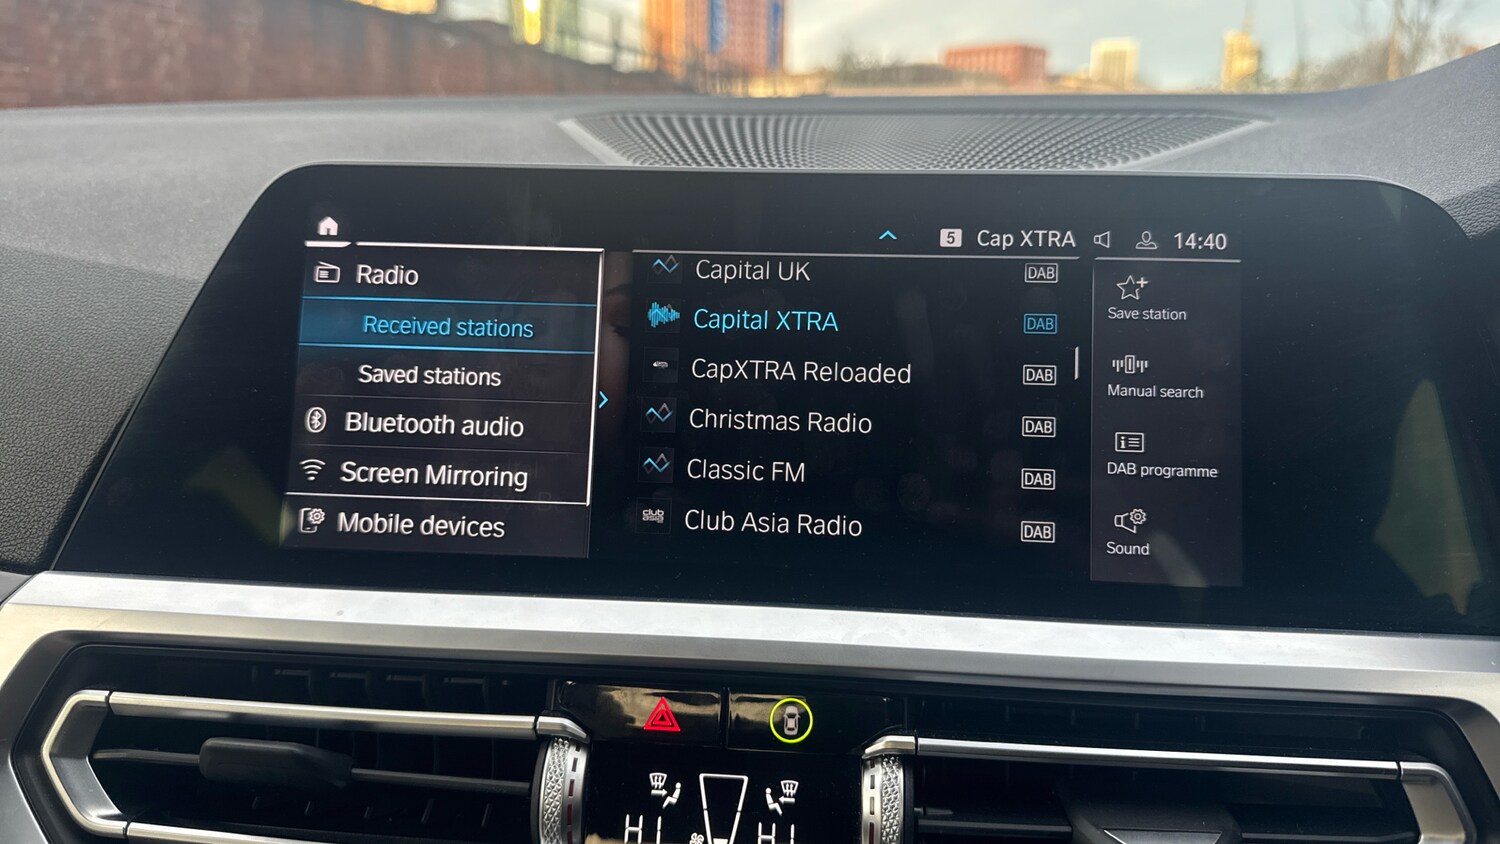 5 Cap XTRA 14:40
Radio
Received stations
Saved stations
Bluetooth audio
Screen Mirroring
Mobile devices
Capital UK DAB
Capital XTRA DAB
CapXTRA Reloaded DAB
Christmas Radio DAB
Classic FM DAB
club asia Club Asia Radio DAB
Save station
Manual search
DAB programme
Sound